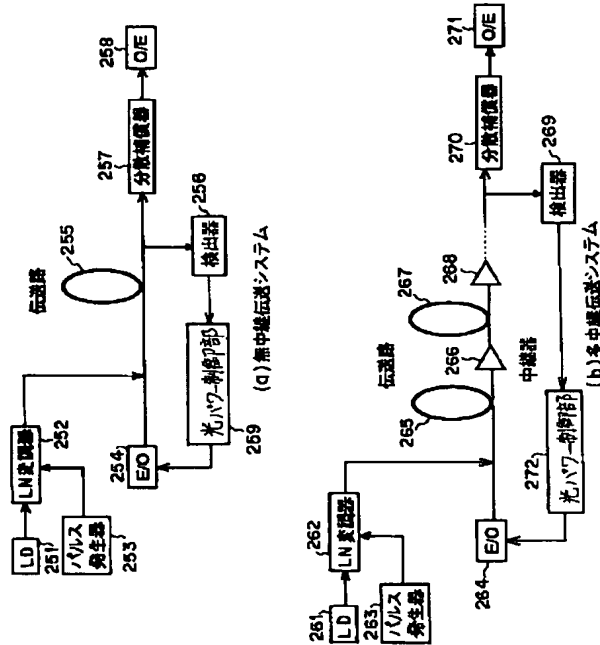 LD
251
LN変調器
252
パルス
発生器
253
E/O
254
伝送路
255
検出器
256
分散補償器
257
O/E
258
光パワー制御部
259
(a)無中継伝送システム
LD
261
LN変調器
262
パルス
発生器
263
E/O
264
伝送路
265
266
中継器
267
268
検出器
269
分散補償器
270
O/E
271
光パワー制御部
272
(b)多中継伝送システム